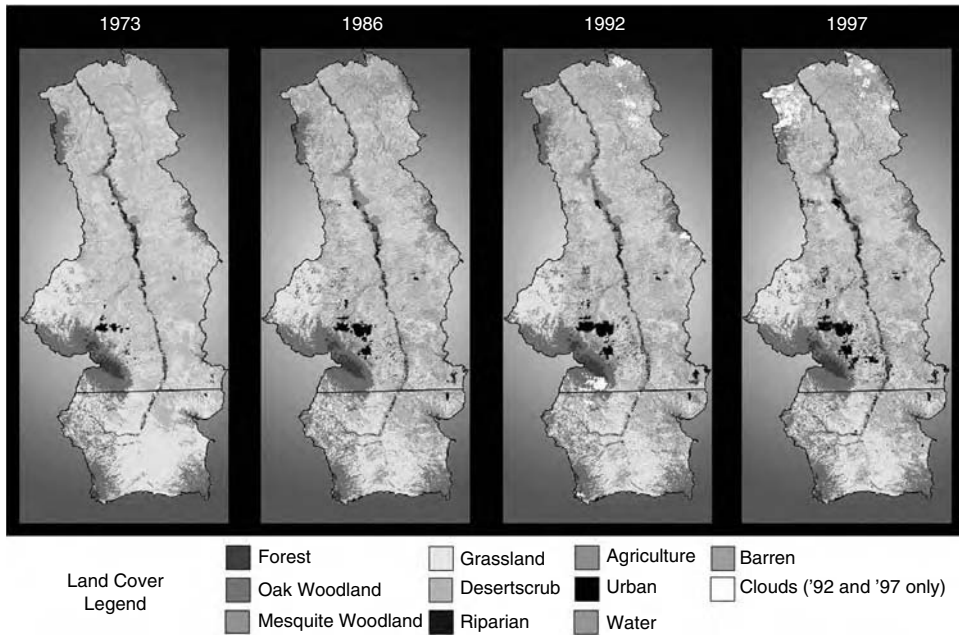 1973 1986 1992 1997
Land Cover
Legend
Forest
Oak Woodland
Mesquite Woodland
Grassland
Desertscrub
Riparian
Agriculture
Urban
Water
Barren
Clouds ('92 and '97 only)